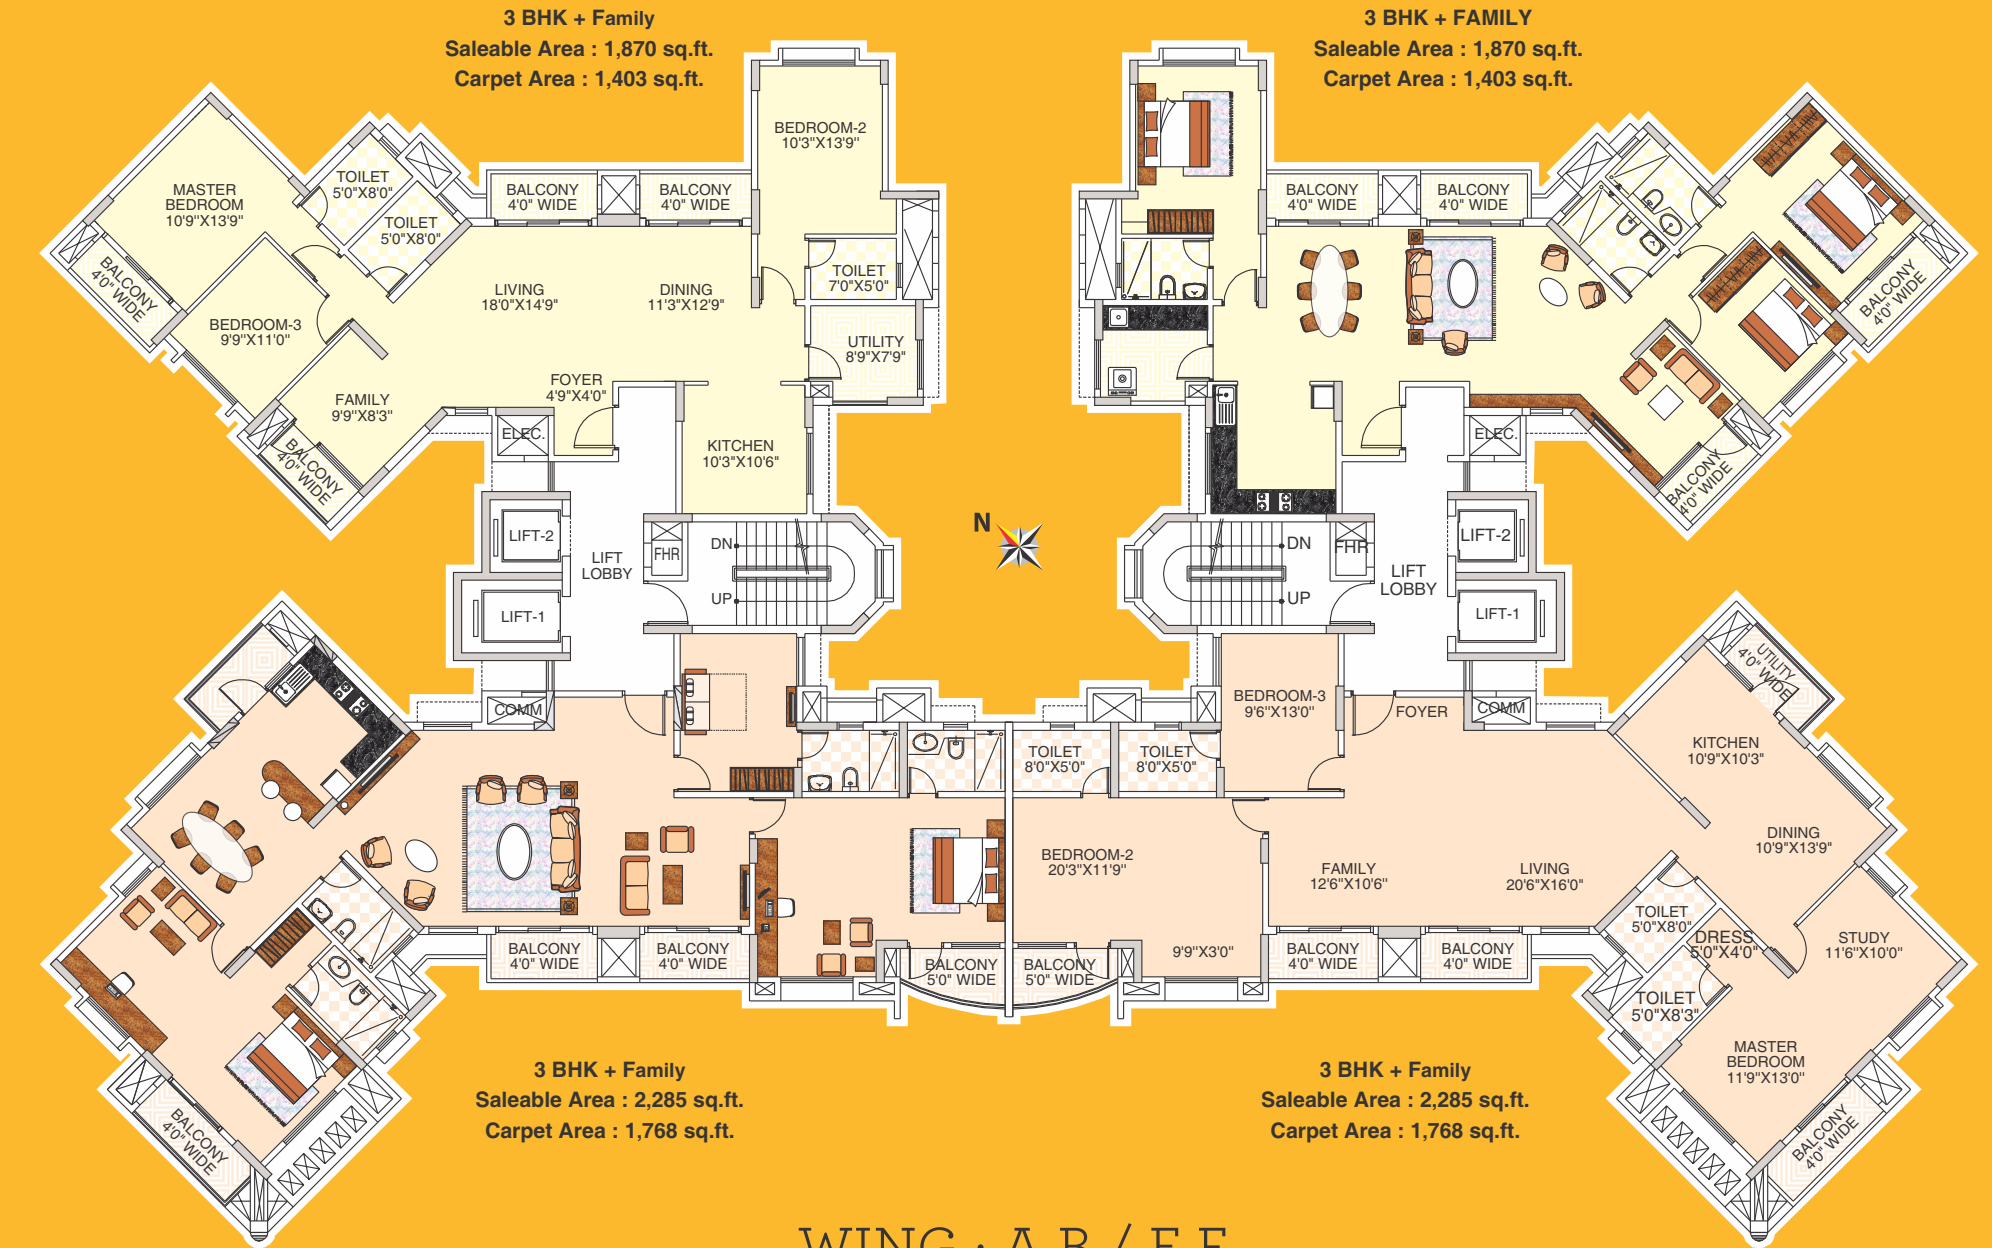 3 BHK + Family
Saleable Area : 1,870 sq.ft.
Carpet Area : 1,403 sq.ft.
3 BHK + FAMILY
Saleable Area : 1,870 sq.ft.
Carpet Area : 1,403 sq.ft.
BEDROOM-2
10'3"X13'9"
MASTER
BEDROOM
10'9"X13'9"
TOILET
5'0"X8'0"
TOILET
5'0"X8'0"
BALCONY
4'0" WIDE
BALCONY
4'0" WIDE
BALCONY
4'0" WIDE
BEDROOM-3
9'9"X11'0"
LIVING
18'0"X14'9"
DINING
11'3"X12'9"
TOILET
7'0"X5'0"
UTILITY
8'9"X7'9"
FAMILY
9'9"X8'3"
FOYER
4'9"X4'0"
BALCONY
4'0" WIDE
ELEC.
KITCHEN
10'3"X10'6"
LIFT-2
LIFT-1
LIFT
LOBBY
FHR
DN
UP
N
BALCONY
4'0" WIDE
BALCONY
4'0" WIDE
BALCONY
4'0" WIDE
BALCONY
4'0" WIDE
ELEC.
DN
UP
FHR
LIFT
LOBBY
LIFT-2
LIFT-1
COMM
BALCONY
4'0" WIDE
BALCONY
4'0" WIDE
BALCONY
5'0" WIDE
BALCONY
4'0" WIDE
BEDROOM-3
9'6"X13'0"
FOYER
COMM
UTILITY
4'0" WIDE
TOILET
8'0"X5'0"
TOILET
8'0"X5'0"
KITCHEN
10'9"X10'3"
DINING
10'9"X13'9"
BEDROOM-2
20'3"X11'9"
FAMILY
12'6"X10'6"
LIVING
20'6"X16'0"
9'9"X3'0"
BALCONY
5'0" WIDE
BALCONY
4'0" WIDE
BALCONY
4'0" WIDE
TOILET
5'0"X8'0"
DRESS
5'0"X4'0"
STUDY
11'6"X10'0"
TOILET
5'0"X8'3"
MASTER
BEDROOM
11'9"X13'0"
BALCONY
4'0" WIDE
3 BHK + Family
Saleable Area : 2,285 sq.ft.
Carpet Area : 1,768 sq.ft.
3 BHK + Family
Saleable Area : 2,285 sq.ft.
Carpet Area : 1,768 sq.ft.